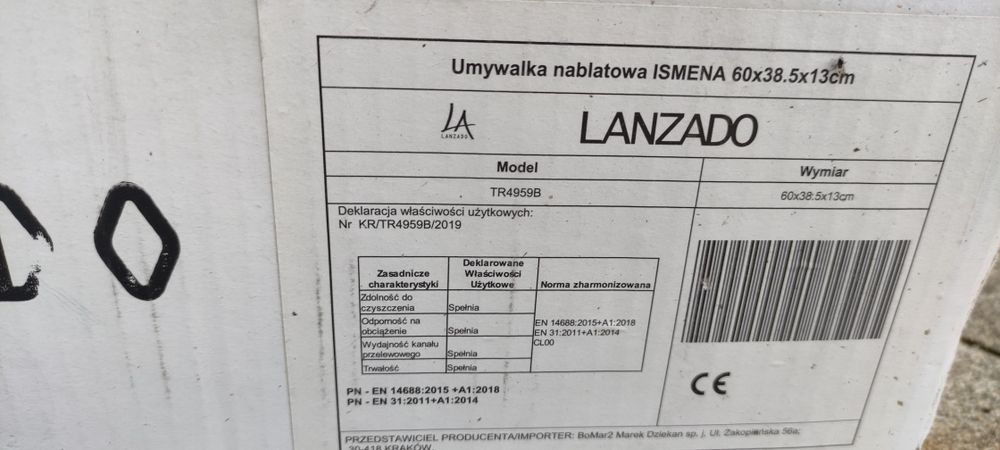 Umywalka nablatowa ISMENA 60x38.5x13cm
LA
LANZADO
LANZADO
Model
Wymiar
TR4959B
60x38.5x13cm
Deklaracja właściwości użytkowych:
Nr KR/TR4959B/2019
Zasadnicze charakterystyki
Deklarowane Właściwości Użytkowe
Norma zharmonizowana
Zdolność do czyszczenia
Spełnia
Odporność na obciążenie
Spełnia
Wydajność kanału przelewowego
Spełnia
Trwałość
Spełnia
EN 14688:2015+A1:2018
EN 31:2011+A1:2014
CL00
PN - EN 14688:2015 +A1:2018
PN - EN 31:2011+A1:2014
CE
PRZEDSTAWICIEL PRODUCENTA/IMPORTER: BoMar2 Marek Dziekan sp. j. Ul. Zakopiańska 56a;
30-418 KRAKÓW